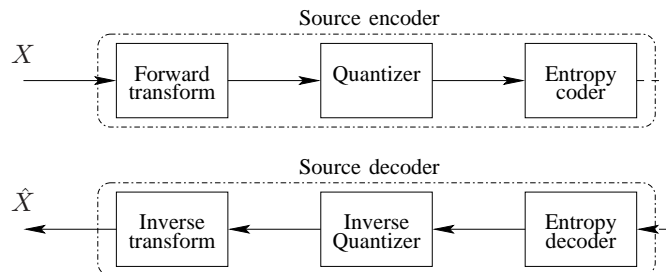 Source encoder
X
Forward
transform
Quantizer
Entropy
coder
Source decoder
X̂
Inverse
transform
Inverse
Quantizer
Entropy
decoder